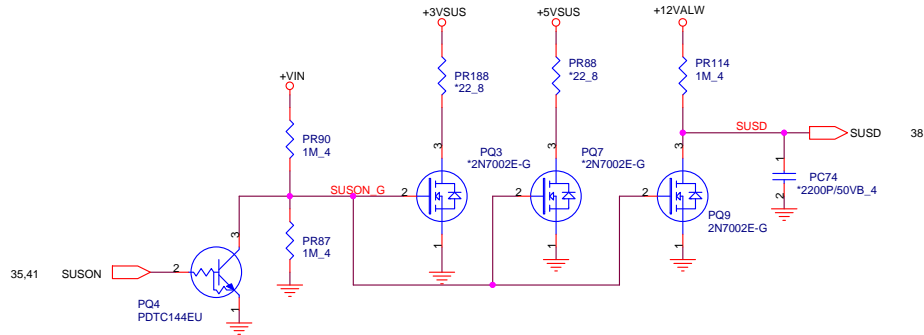 +3VSUS
+5VSUS
+12VALW
+VIN
PR188
*22_8
PR88
*22_8
PR114
1M_4
PR90
1M_4
SUSD
SUSD
38
3
3
3
PQ3
*2N7002E-G
PQ7
*2N7002E-G
1
PC74
*2200P/50VB_4
2
SUSON_G
2
2
2
PQ9
2N7002E-G
3
PR87
1M_4
1
1
1
35,41
SUSON
2
PQ4
PDTC144EU
1